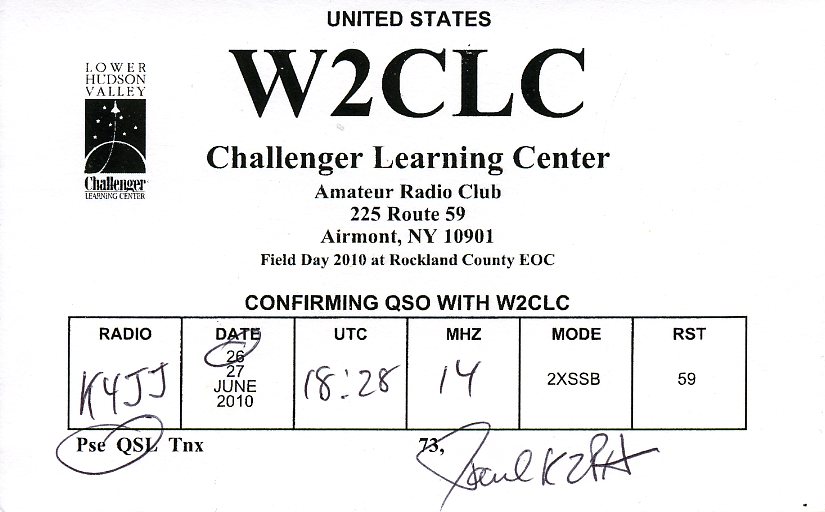 UNITED STATES
W2CLC
LOWER
HUDSON
VALLEY
Challenger
LEARNING CENTER
Challenger Learning Center
Amateur Radio Club
225 Route 59
Airmont, NY 10901
Field Day 2010 at Rockland County EOC
CONFIRMING QSO WITH W2CLC
RADIO DATE UTC MHZ MODE RST
26
27
JUNE
2010
K4JJ 18:28 14 2XSSB 59
Pse QSL Tnx 73, Paul K2PH